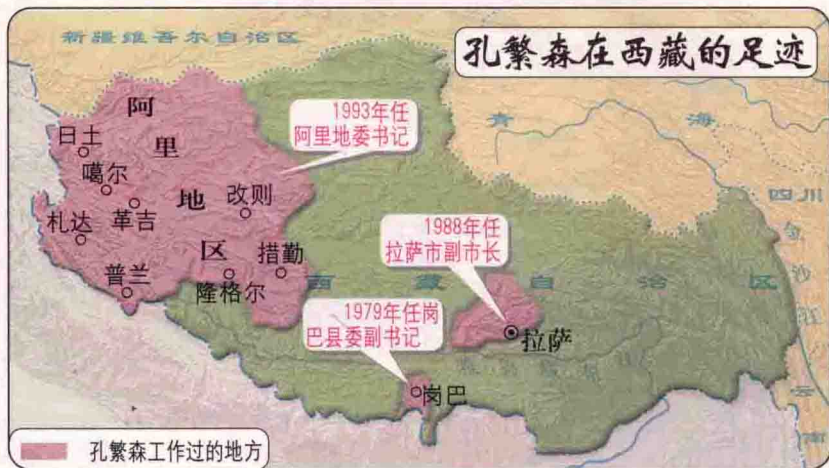 孔繁森在西藏的足迹
新疆维吾尔自治区
青海
四川
金沙江
云南
西藏自治区
阿里地区
1993年任
阿里地委书记
日土
噶尔
革吉
札达
普兰
改则
措勤
隆格尔
1988年任
拉萨市副市长
拉萨
1979年任岗
巴县委副书记
岗巴
孔繁森工作过的地方